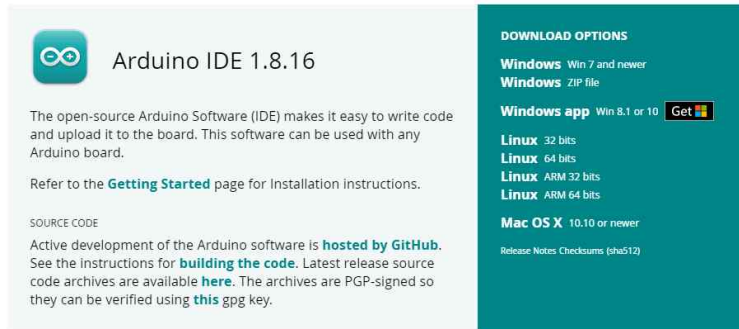 Arduino IDE 1.8.16
The open-source Arduino Software (IDE) makes it easy to write code
and upload it to the board. This software can be used with any
Arduino board.
Refer to the Getting Started page for Installation instructions.
SOURCE CODE
Active development of the Arduino software is hosted by GitHub.
See the instructions for building the code. Latest release source
code archives are available here. The archives are PGP-signed so
they can be verified using this gpg key.
DOWNLOAD OPTIONS
Windows Win 7 and newer
Windows ZIP file
Windows app Win 8.1 or 10 Get
Linux 32 bits
Linux 64 bits
Linux ARM 32 bits
Linux ARM 64 bits
Mac OS X 10.10 or newer
Release Notes Checksums (sha512)